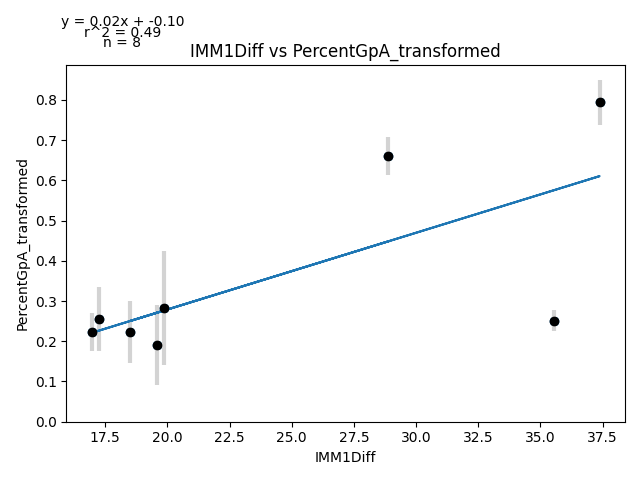 y = 0.02x + -0.10
r^2 = 0.49
n = 8
IMM1Diff vs PercentGpA_transformed
PercentGpA_transformed
0.8
0.7
0.6
0.5
0.4
0.3
0.2
0.1
0.0
17.5 20.0 22.5 25.0 27.5 30.0 32.5 35.0 37.5
IMM1Diff